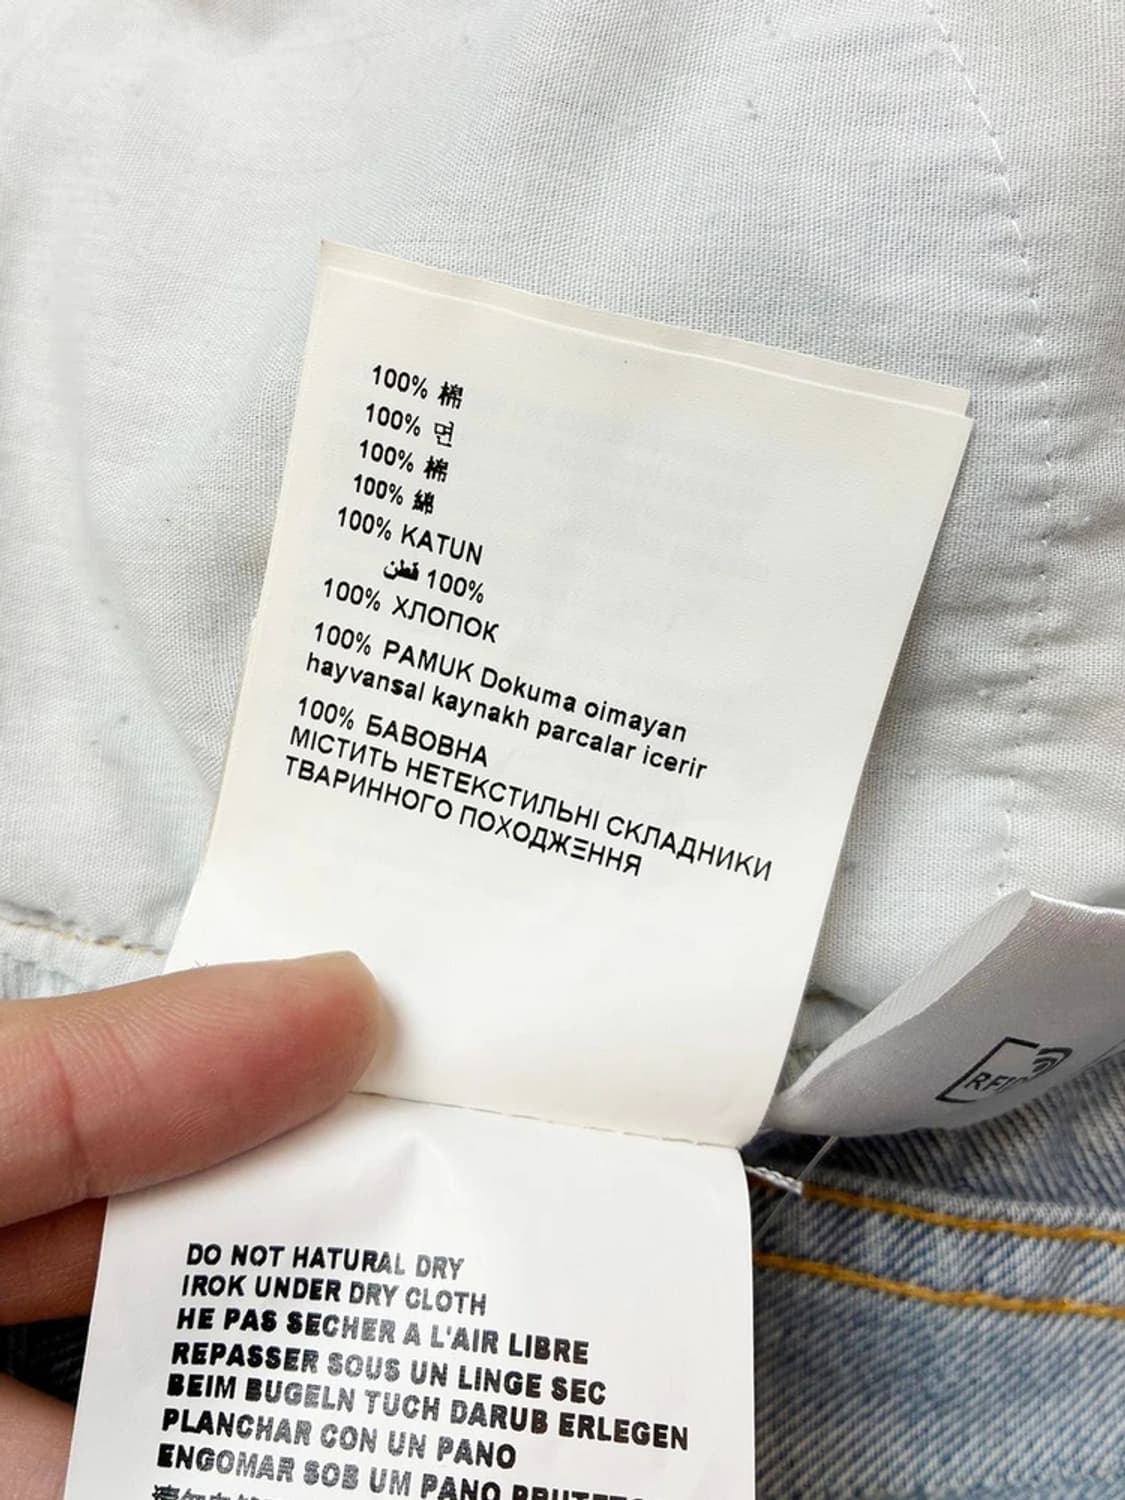 100% 棉
100% 면
100% 棉
100% 綿
100% KATUN
100% قطن
100% ХЛОПОК
100% PAMUK Dokuma oimayan
hayvansal kaynakh parcalar icerir
100% БАВОВНА
МІСТИТЬ НЕТЕКСТИЛЬНІ СКЛАДНИКИ
ТВАРИННОГО ПОХОДЖЕННЯ
RFID
DO NOT HATURAL DRY
IROK UNDER DRY CLOTH
HE PAS SECHER A L'AIR LIBRE
REPASSER SOUS UN LINGE SEC
BEIM BUGELN TUCH DARUB ERLEGEN
PLANCHAR CON UN PANO
ENGOMAR SOB UM PANO